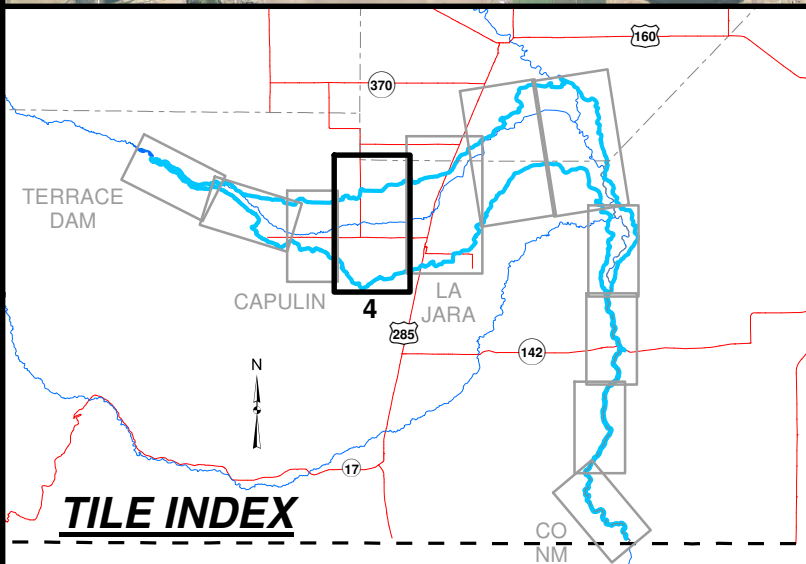 160
370
TERRACE
DAM
CAPULIN
4
LA
JARA
285
142
N
17
TILE INDEX
CO
NM